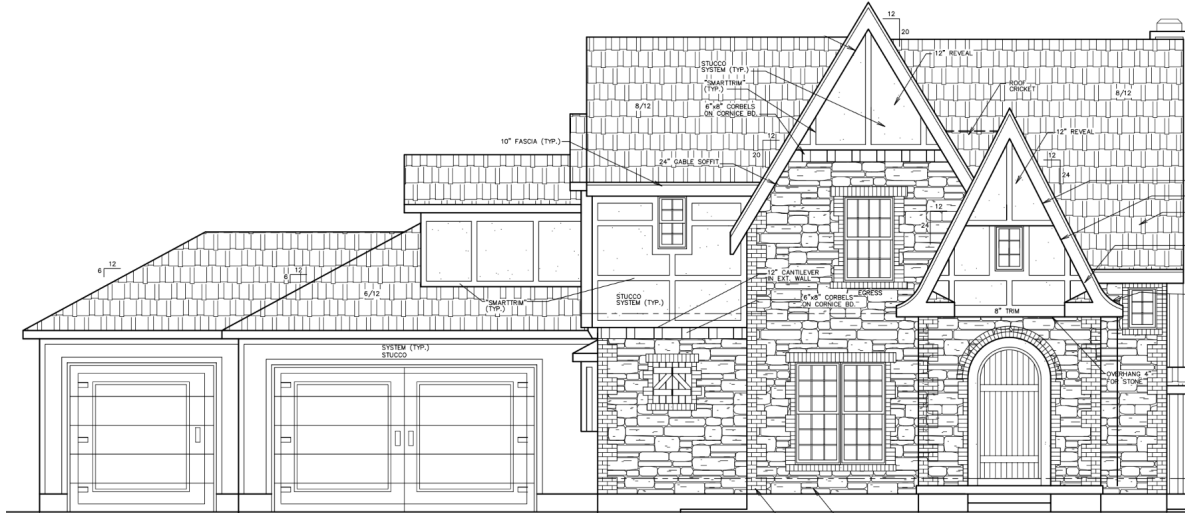 12
20
12" REVEAL
STUCCO
SYSTEM (TYP.)
"SMARTTRIM"
(TYP.)
ROOF
CRICKET
8/12
8/12
6"x8" CORBELS
ON CORNICE BD.
12
20
12" REVEAL
10" FASCIA (TYP.)
24" GABLE SOFFIT
12
24
12
24
12
6
12
6
12" CANTILEVER
IN EXT. WALL
6/12
"SMARTTRIM"
(TYP.)
STUCCO
SYSTEM (TYP.)
EGRESS
6"x8" CORBELS
ON CORNICE BD.
8" TRIM
SYSTEM (TYP.)
STUCCO
OVERHANG 4"
FOR STONE